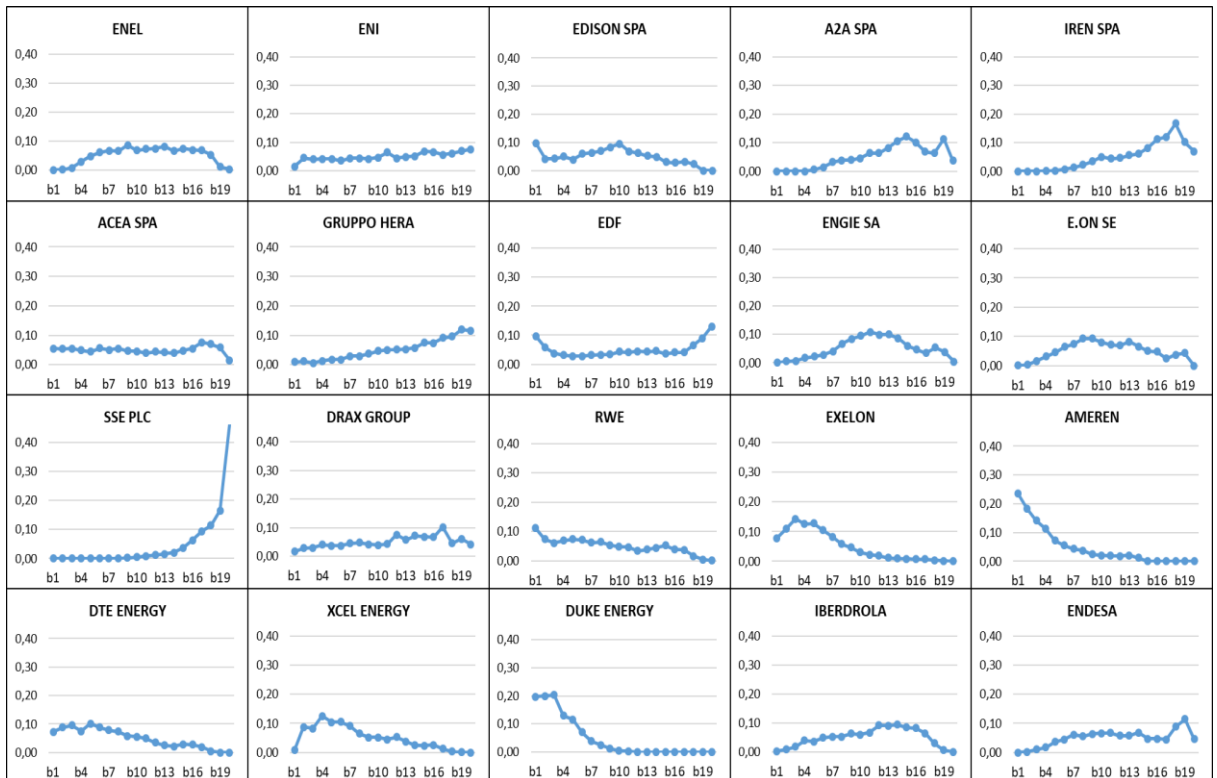 ENEL
0,40
0,30
0,20
0,10
0,00
b1 b4 b7 b10 b13 b16 b19
ENI
0,40
0,30
0,20
0,10
0,00
b1 b4 b7 b10 b13 b16 b19
EDISON SPA
0,40
0,30
0,20
0,10
0,00
b1 b4 b7 b10 b13 b16 b19
A2A SPA
0,40
0,30
0,20
0,10
0,00
b1 b4 b7 b10 b13 b16 b19
IREN SPA
0,40
0,30
0,20
0,10
0,00
b1 b4 b7 b10 b13 b16 b19
ACEA SPA
0,40
0,30
0,20
0,10
0,00
b1 b4 b7 b10 b13 b16 b19
GRUPPO HERA
0,40
0,30
0,20
0,10
0,00
b1 b4 b7 b10 b13 b16 b19
EDF
0,40
0,30
0,20
0,10
0,00
b1 b4 b7 b10 b13 b16 b19
ENGIE SA
0,40
0,30
0,20
0,10
0,00
b1 b4 b7 b10 b13 b16 b19
E.ON SE
0,40
0,30
0,20
0,10
0,00
b1 b4 b7 b10 b13 b16 b19
SSE PLC
0,40
0,30
0,20
0,10
0,00
b1 b4 b7 b10 b13 b16 b19
DRAX GROUP
0,40
0,30
0,20
0,10
0,00
b1 b4 b7 b10 b13 b16 b19
RWE
0,40
0,30
0,20
0,10
0,00
b1 b4 b7 b10 b13 b16 b19
EXELON
0,40
0,30
0,20
0,10
0,00
b1 b4 b7 b10 b13 b16 b19
AMEREN
0,40
0,30
0,20
0,10
0,00
b1 b4 b7 b10 b13 b16 b19
DTE ENERGY
0,40
0,30
0,20
0,10
0,00
b1 b4 b7 b10 b13 b16 b19
XCEL ENERGY
0,40
0,30
0,20
0,10
0,00
b1 b4 b7 b10 b13 b16 b19
DUKE ENERGY
0,40
0,30
0,20
0,10
0,00
b1 b4 b7 b10 b13 b16 b19
IBERDROLA
0,40
0,30
0,20
0,10
0,00
b1 b4 b7 b10 b13 b16 b19
ENDESA
0,40
0,30
0,20
0,10
0,00
b1 b4 b7 b10 b13 b16 b19